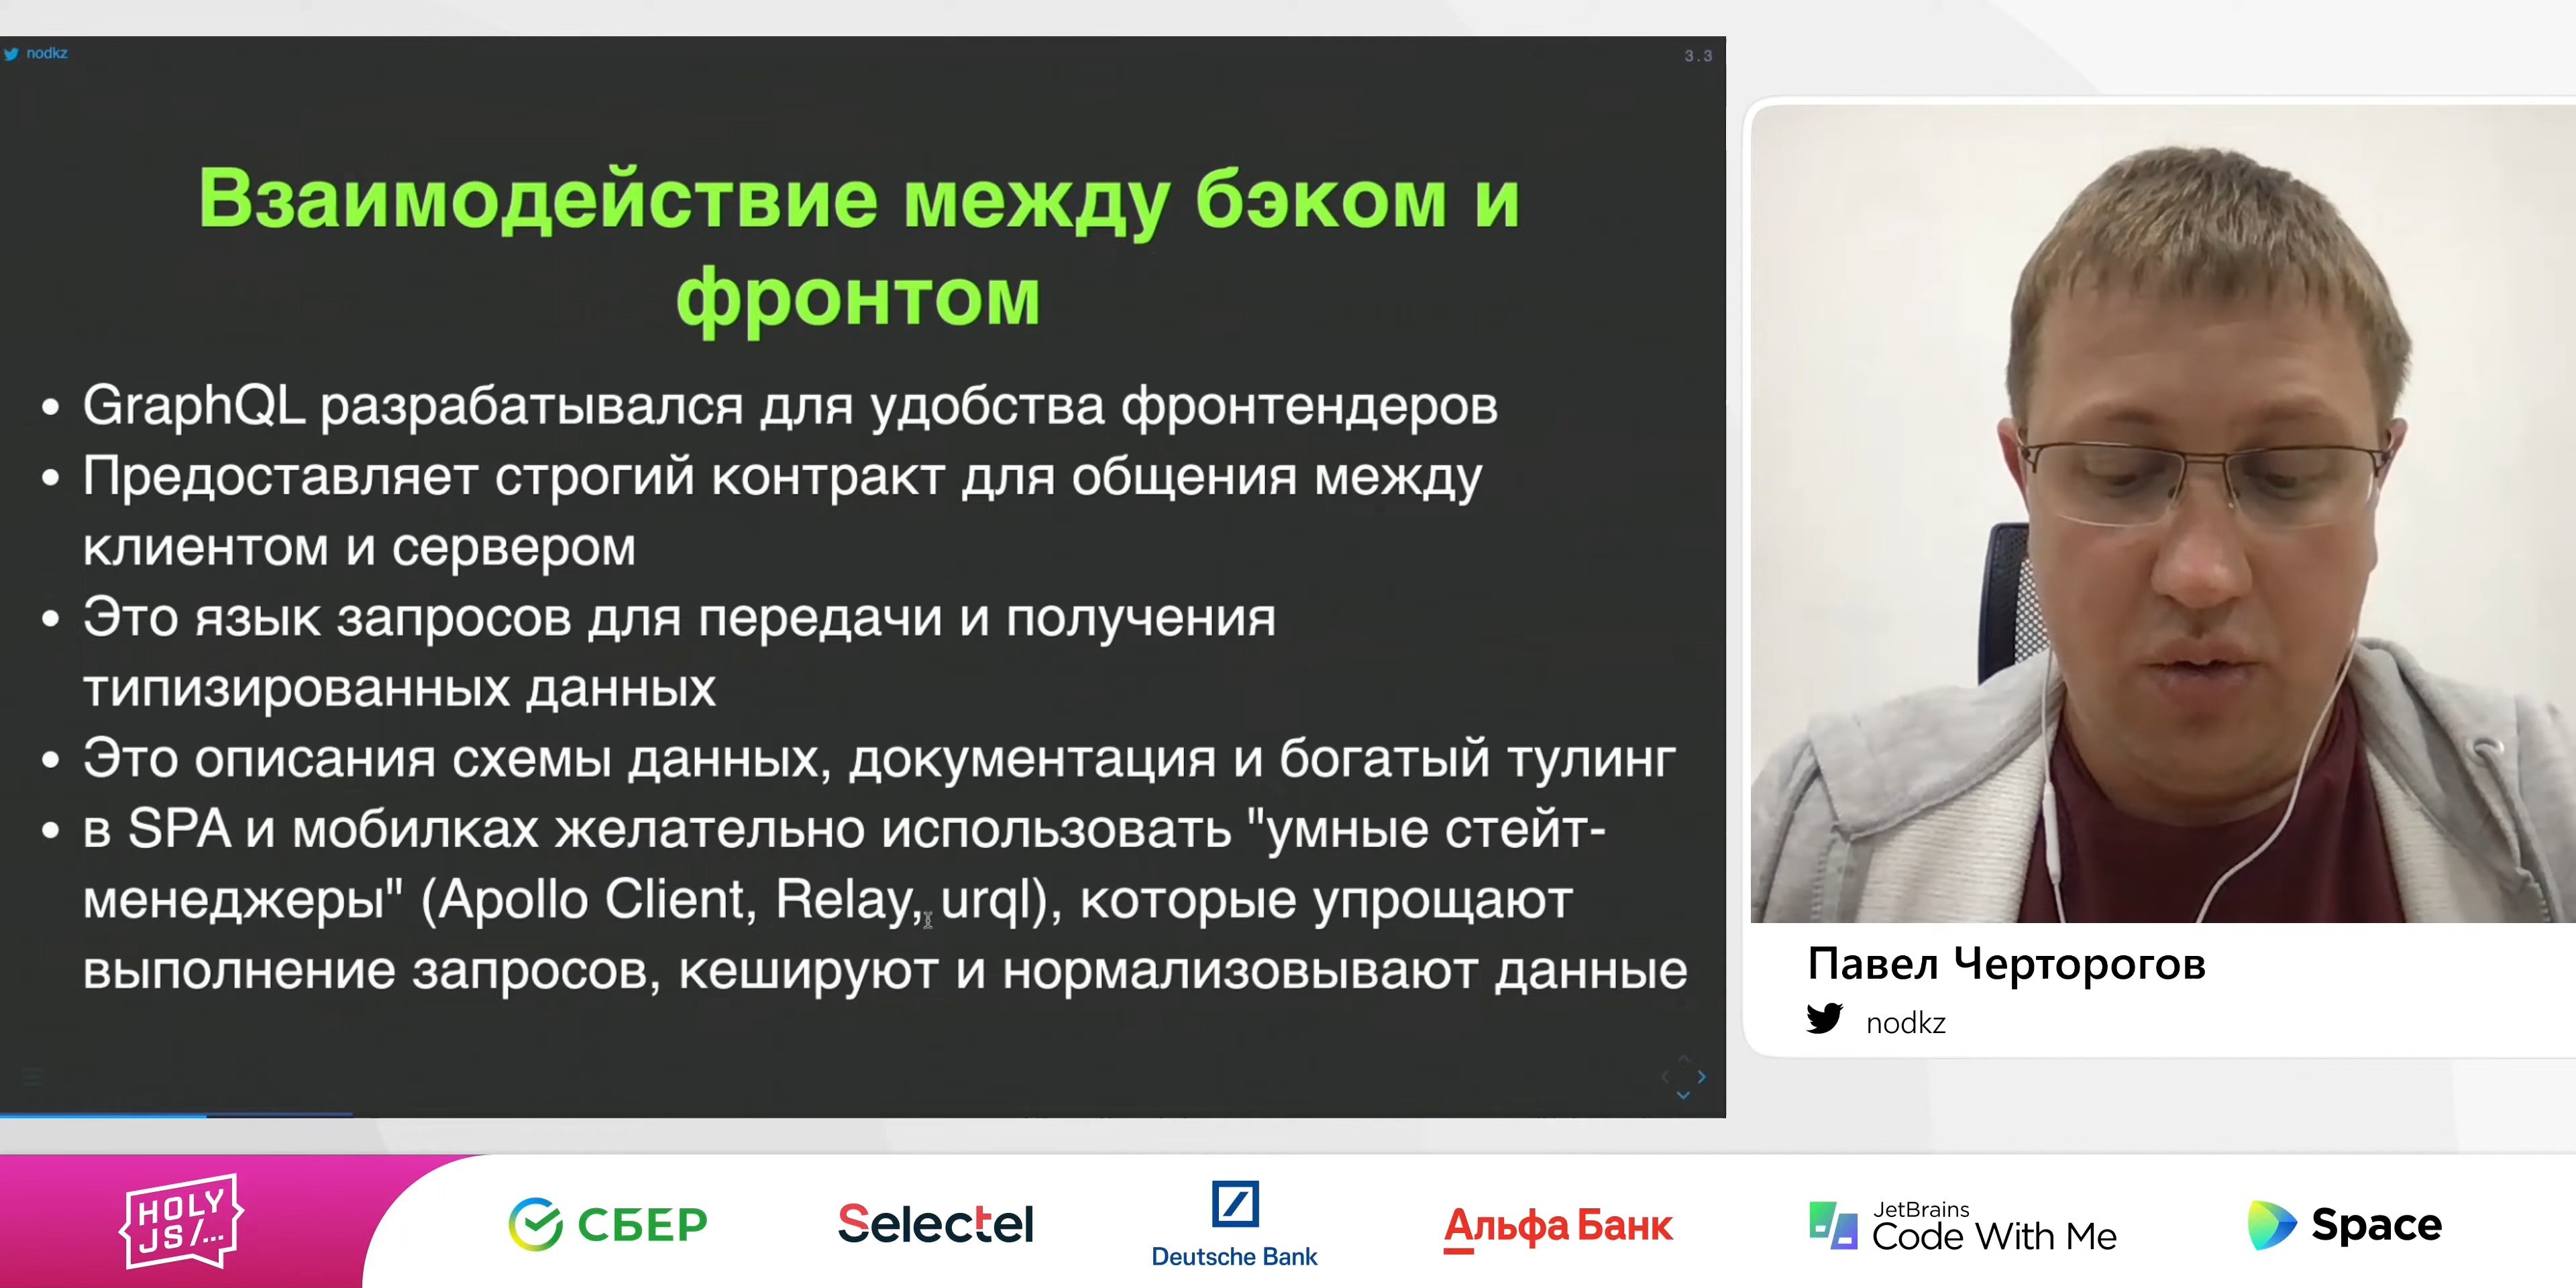 nodkz
3.3
Взаимодействие между бэком и
фронтом
• GraphQL разрабатывался для удобства фронтендеров
• Предоставляет строгий контракт для общения между
клиентом и сервером
• Это язык запросов для передачи и получения
типизированных данных
• Это описания схемы данных, документация и богатый тулинг
• в SPA и мобилках желательно использовать "умные стейт-
менеджеры" (Apollo Client, Relay, urql), которые упрощают
выполнение запросов, кешируют и нормализовывают данные
Павел Черторогов
nodkz
HOLY
JS/...
СБЕР
Selectel
Deutsche Bank
Альфа Банк
JetBrains
Code With Me
Space